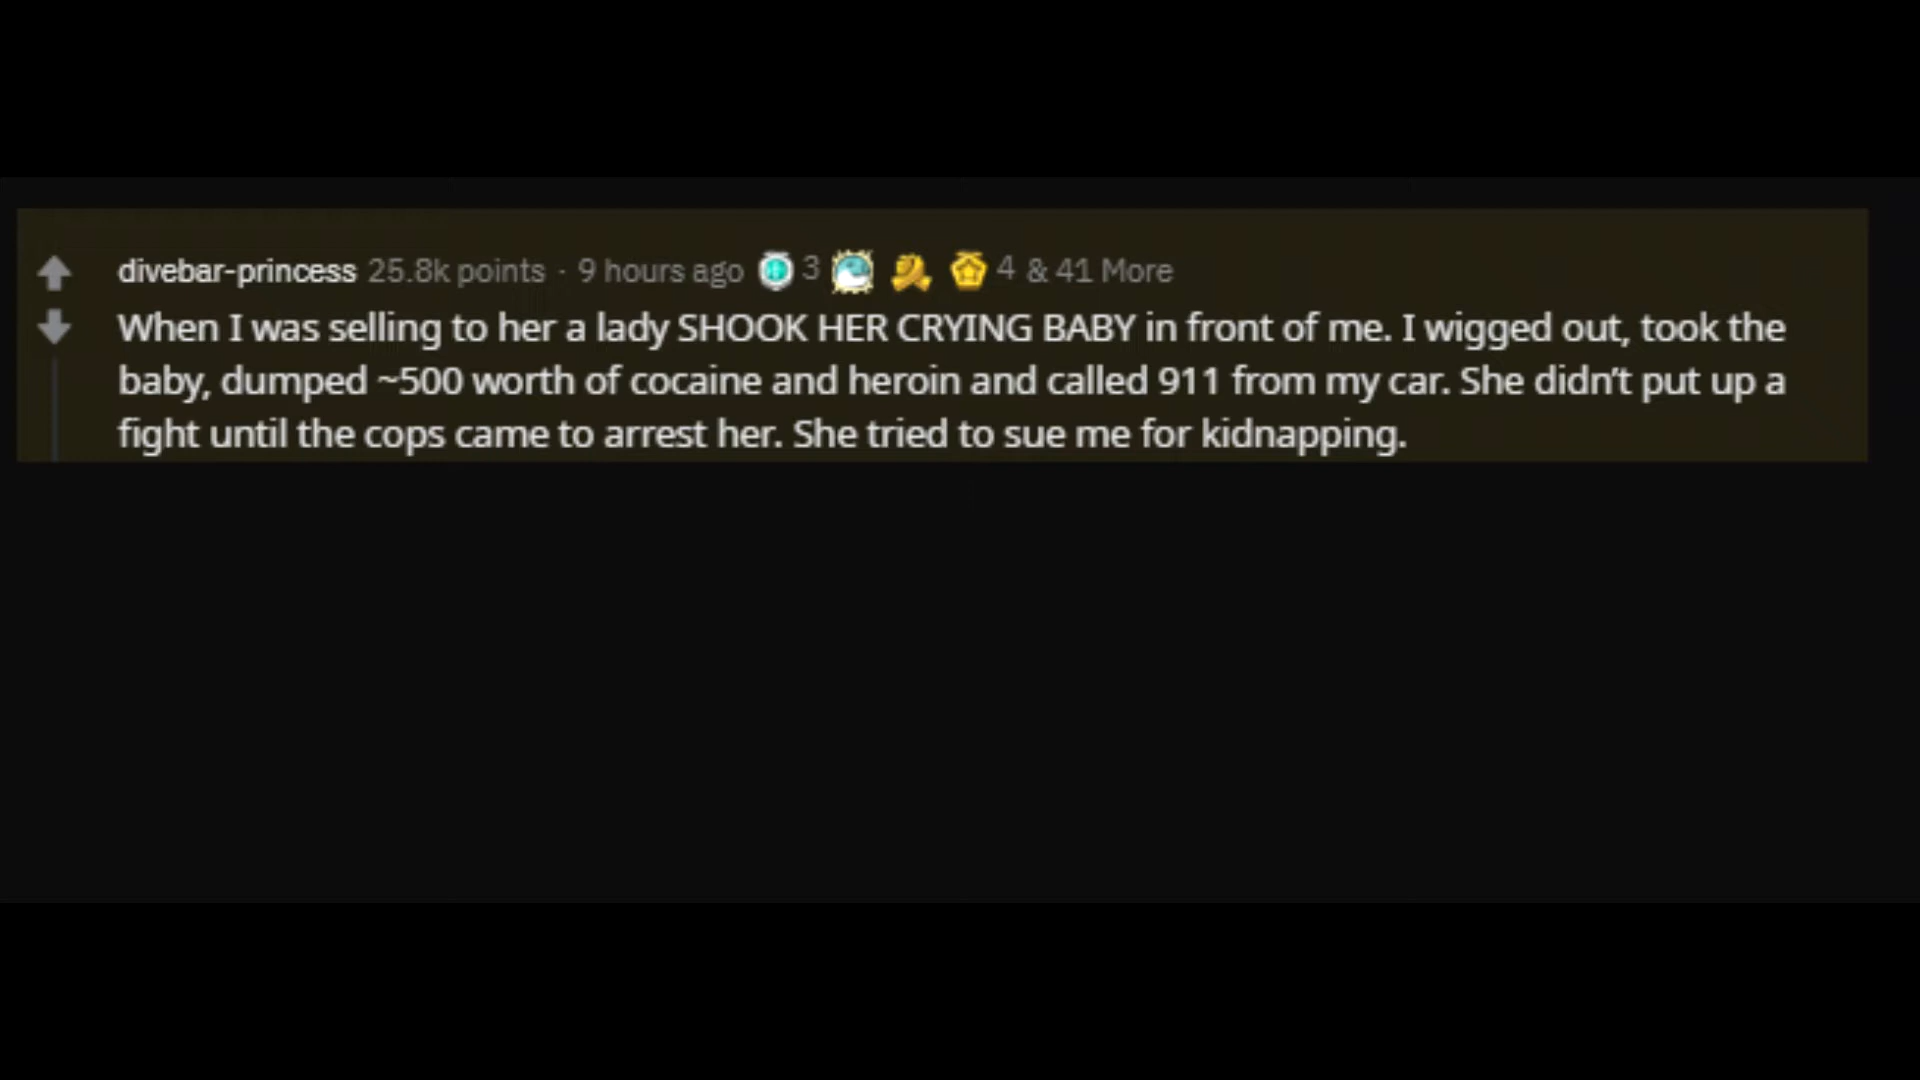 divebar-princess 25.8k points · 9 hours ago 3 4 & 41 More
When I was selling to her a lady SHOOK HER CRYING BABY in front of me. I wigged out, took the
baby, dumped ~500 worth of cocaine and heroin and called 911 from my car. She didn't put up a
fight until the cops came to arrest her. She tried to sue me for kidnapping.